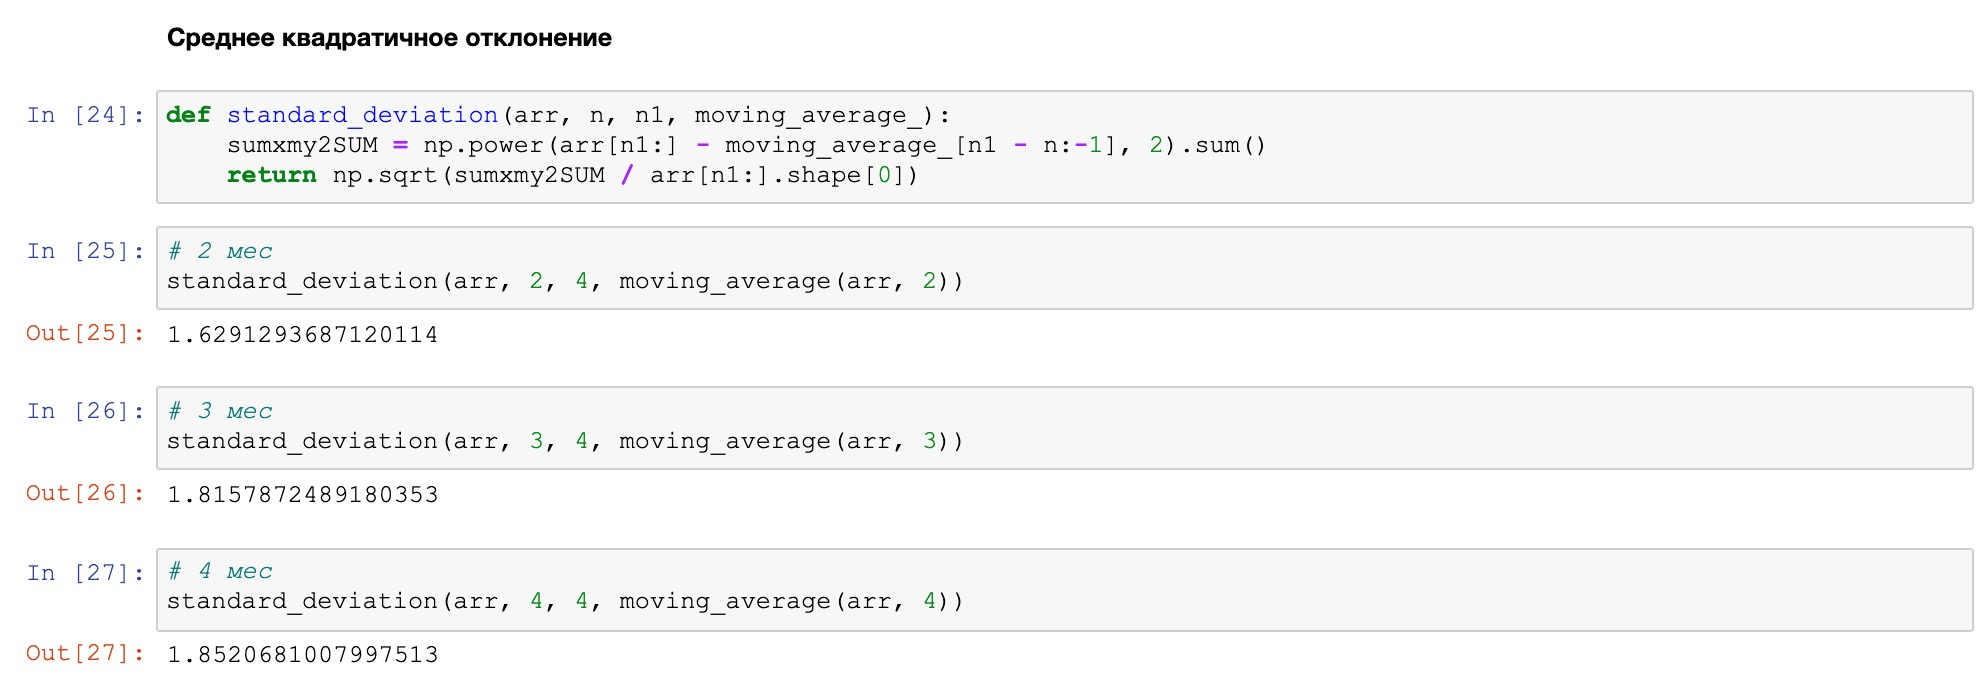 Среднее квадратичное отклонение
In [24]: def standard_deviation(arr, n, n1, moving_average_):
sumxmy2SUM = np.power(arr[n1:] - moving_average_[n1 - n:-1], 2).sum()
return np.sqrt(sumxmy2SUM / arr[n1:].shape[0])
In [25]: # 2 мес
standard_deviation(arr, 2, 4, moving_average(arr, 2))
Out[25]: 1.6291293687120114
In [26]: # 3 мес
standard_deviation(arr, 3, 4, moving_average(arr, 3))
Out[26]: 1.8157872489180353
In [27]: # 4 мес
standard_deviation(arr, 4, 4, moving_average(arr, 4))
Out[27]: 1.8520681007997513